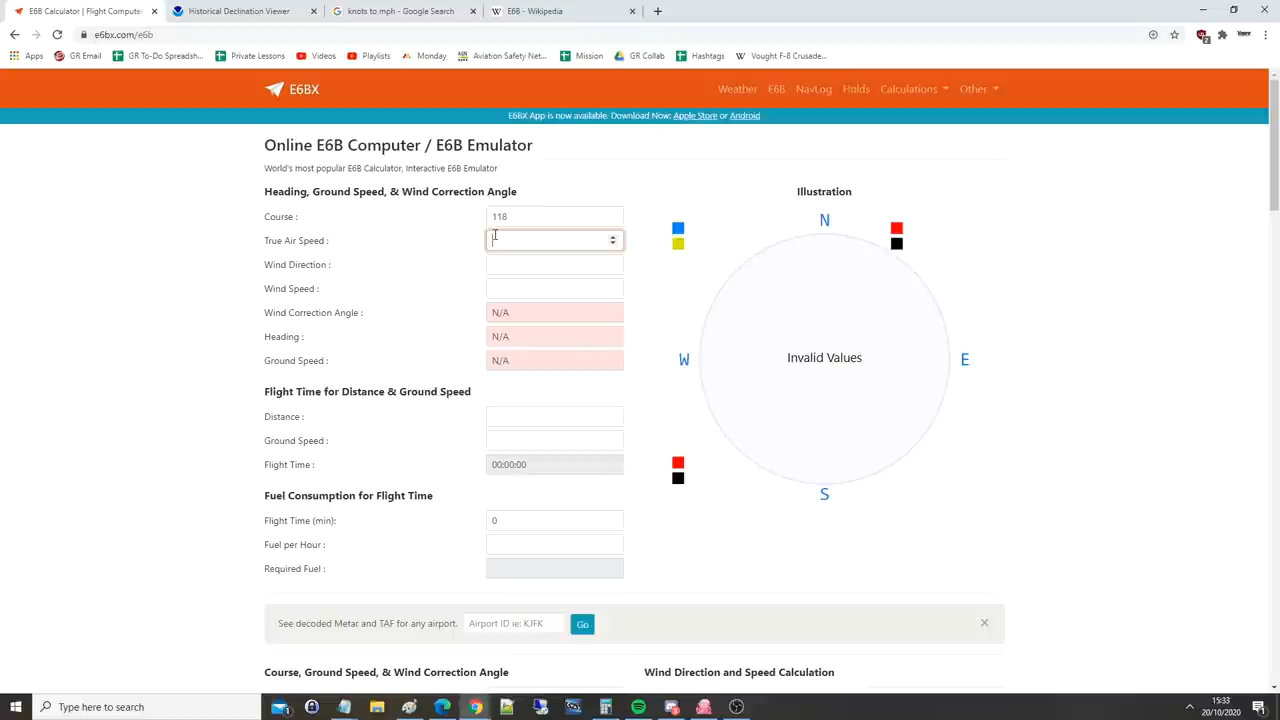 E6B Calculator | Flight Compute
Historical Declination Viewer
knots to mph - Google Search
E6B - Wikipedia
e6bx.com/e6b
Apps
GR Email
GR To-Do Spreadsh...
Private Lessons
Videos
Playlists
Monday
Aviation Safety Net...
Mission
GR Collab
Hashtags
Vought F-8 Crusade...
E6BX
Weather
E6B
NavLog
Holds
Calculations
Other
E6BX App is now available. Download Now: Apple Store or Android
Online E6B Computer / E6B Emulator
World's most popular E6B Calculator, Interactive E6B Emulator
Heading, Ground Speed, & Wind Correction Angle
Illustration
Course :
118
N
True Air Speed :
Wind Direction :
Wind Speed :
Wind Correction Angle :
N/A
Heading :
N/A
Ground Speed :
N/A
W
Invalid Values
E
Flight Time for Distance & Ground Speed
Distance :
Ground Speed :
Flight Time :
00:00:00
S
Fuel Consumption for Flight Time
Flight Time (min):
0
Fuel per Hour :
Required Fuel :
See decoded Metar and TAF for any airport.
Airport ID ie: KJFK
Go
Course, Ground Speed, & Wind Correction Angle
Wind Direction and Speed Calculation
Type here to search
15:33
20/10/2020